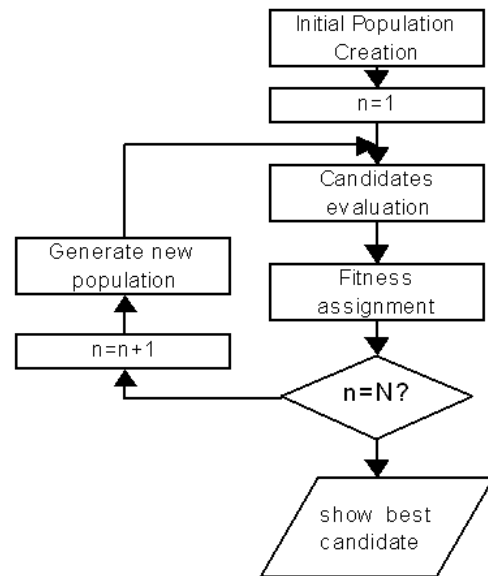 Initial Population
Creation
n=1
Candidates
evaluation
Generate new
population
Fitness
assignment
n=n+1
n=N?
show best
candidate